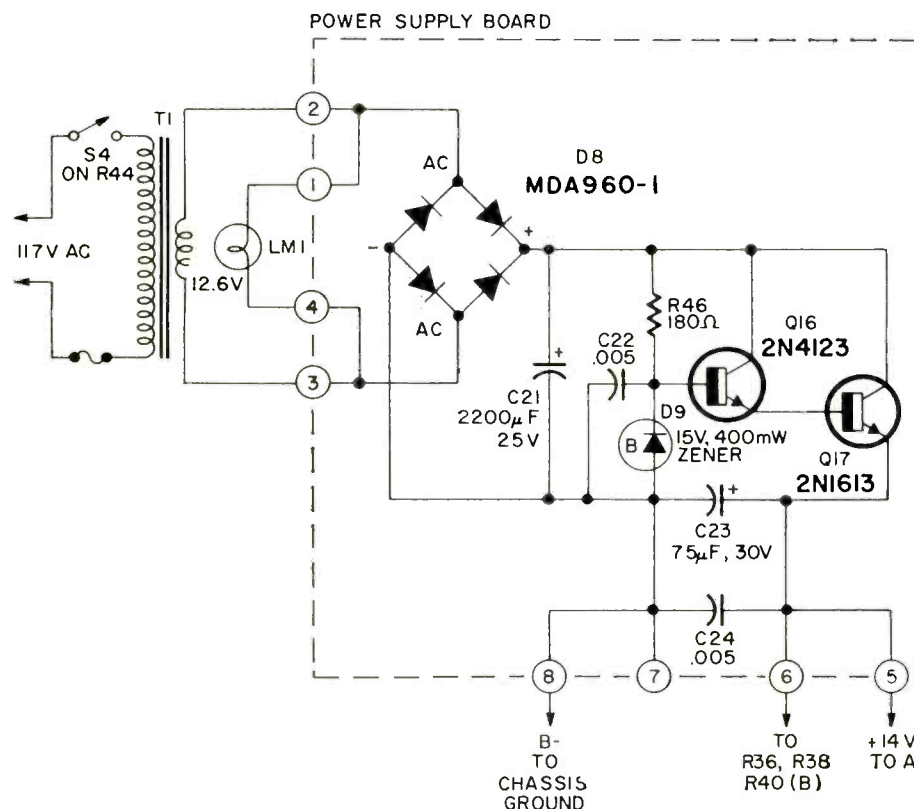 POWER SUPPLY BOARD
2
T1
S4
ON R44
AC
D8
MDA960-1
1
-
+
117V AC
LM1
12.6V
4
AC
R46
180Ω
Q16
2N4123
C22
.005
3
+
C21
2200µF
25V
D9
B
15V, 400mW
ZENER
Q17
2N1613
+
C23
75µF, 30V
C24
.005
8
7
6
5
B-
TO
CHASSIS
GROUND
TO
R36, R38
R40 (B)
+14V
TO A